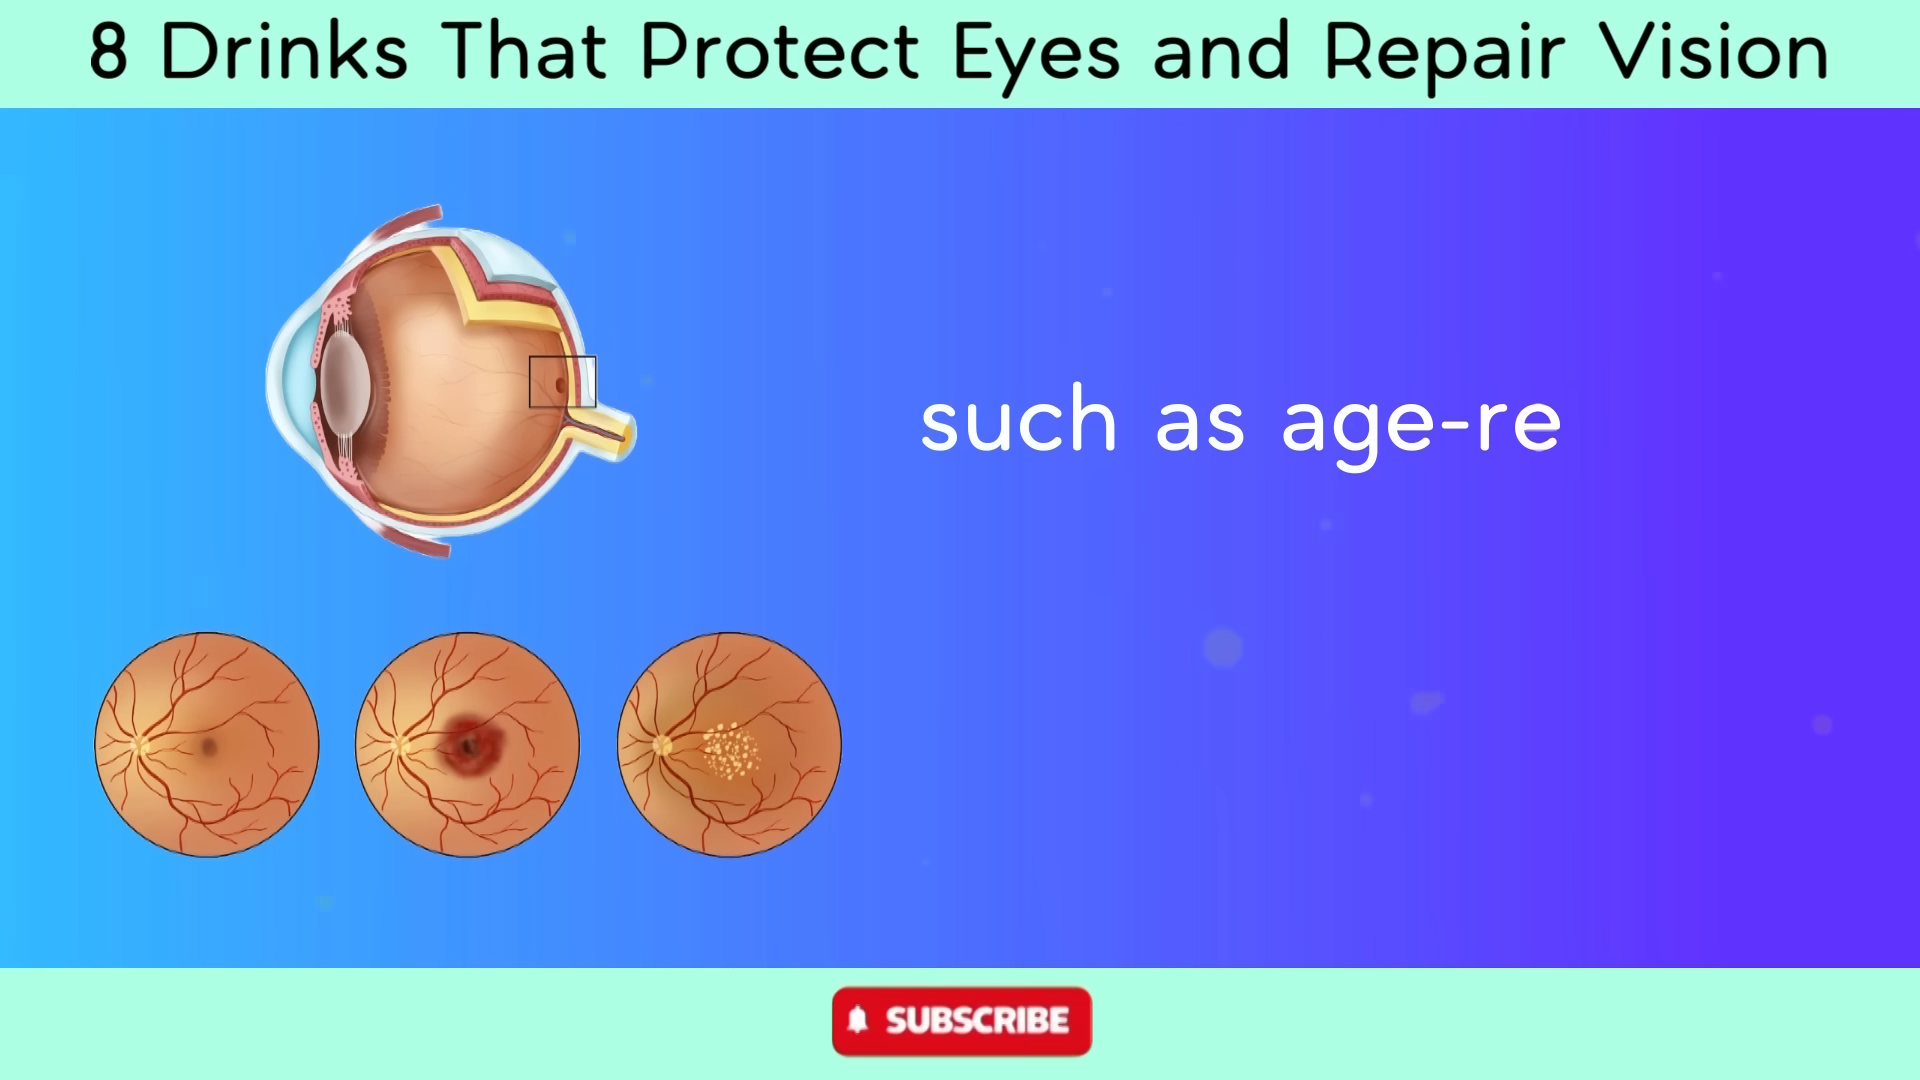 8 Drinks That Protect Eyes and Repair Vision
such as age-re
SUBSCRIBE